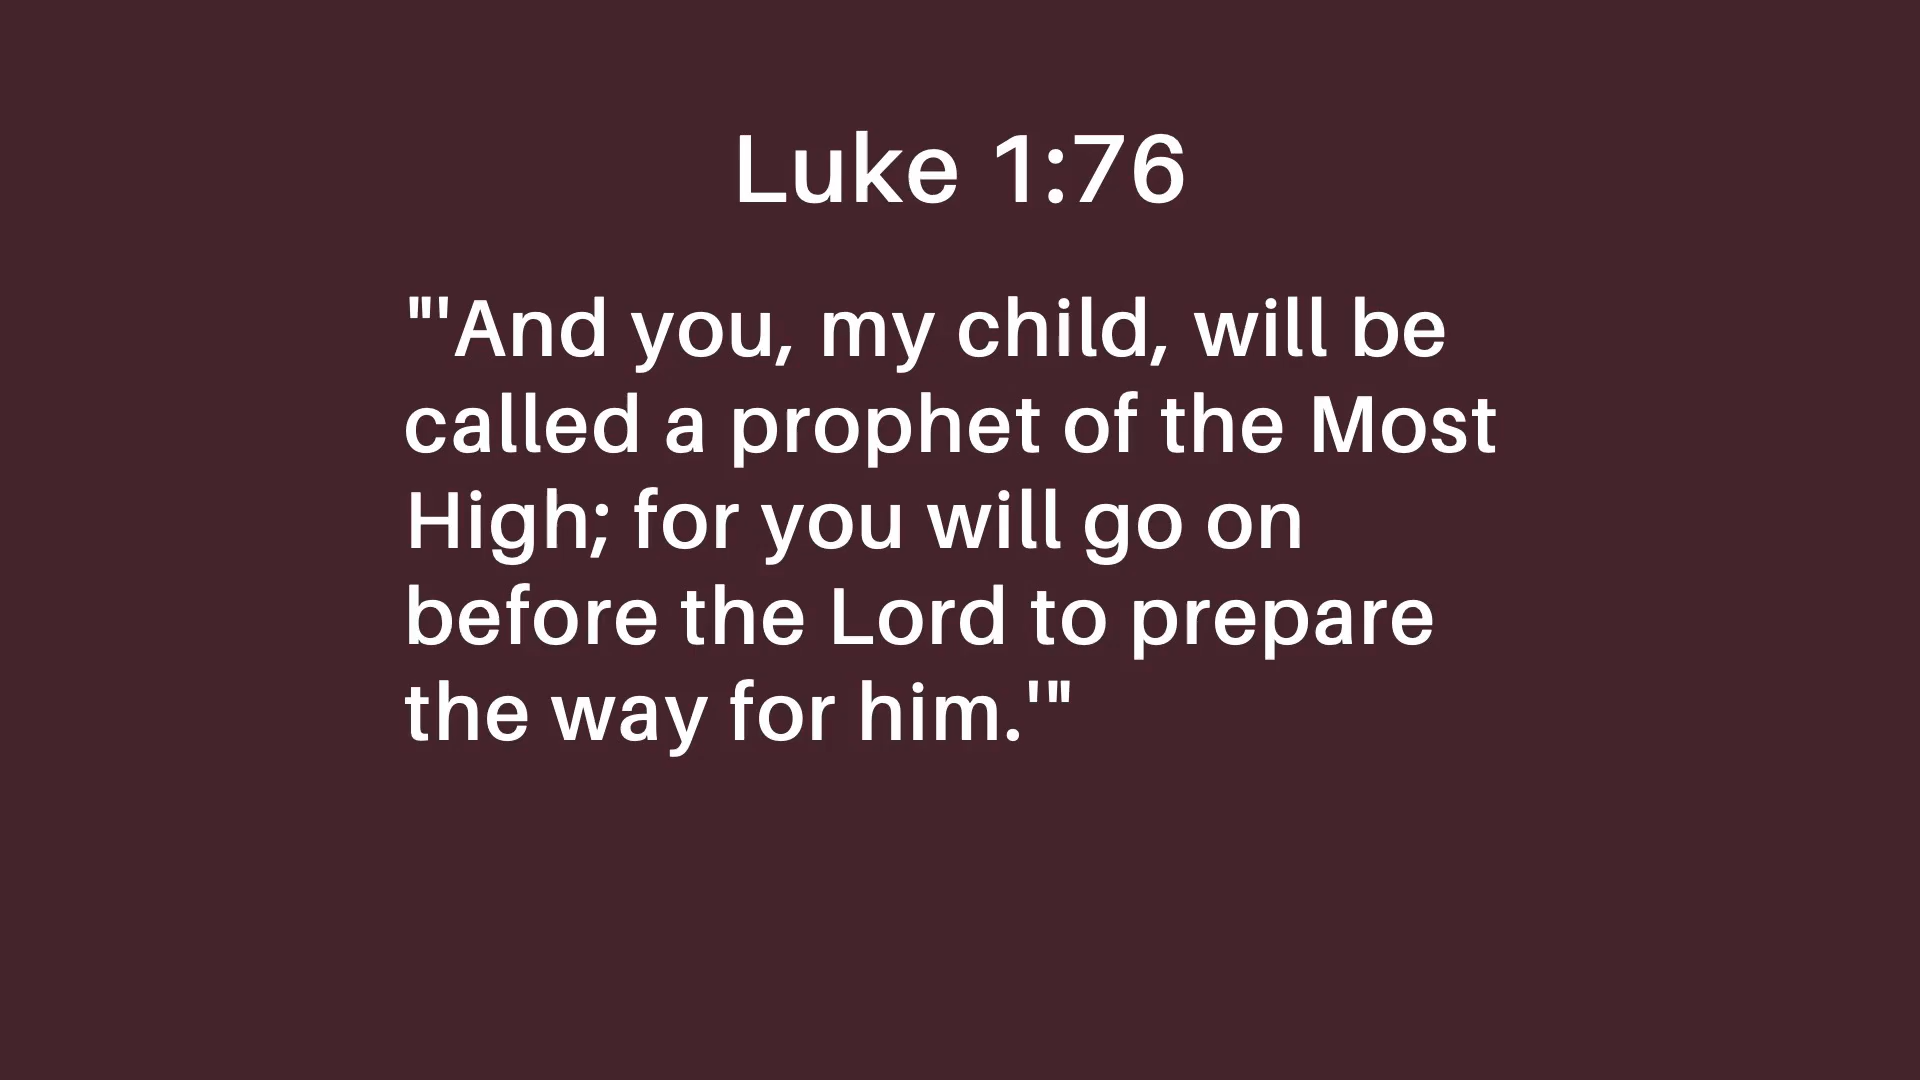 Luke 1:76
"'And you, my child, will be
called a prophet of the Most
High; for you will go on
before the Lord to prepare
the way for him.'"